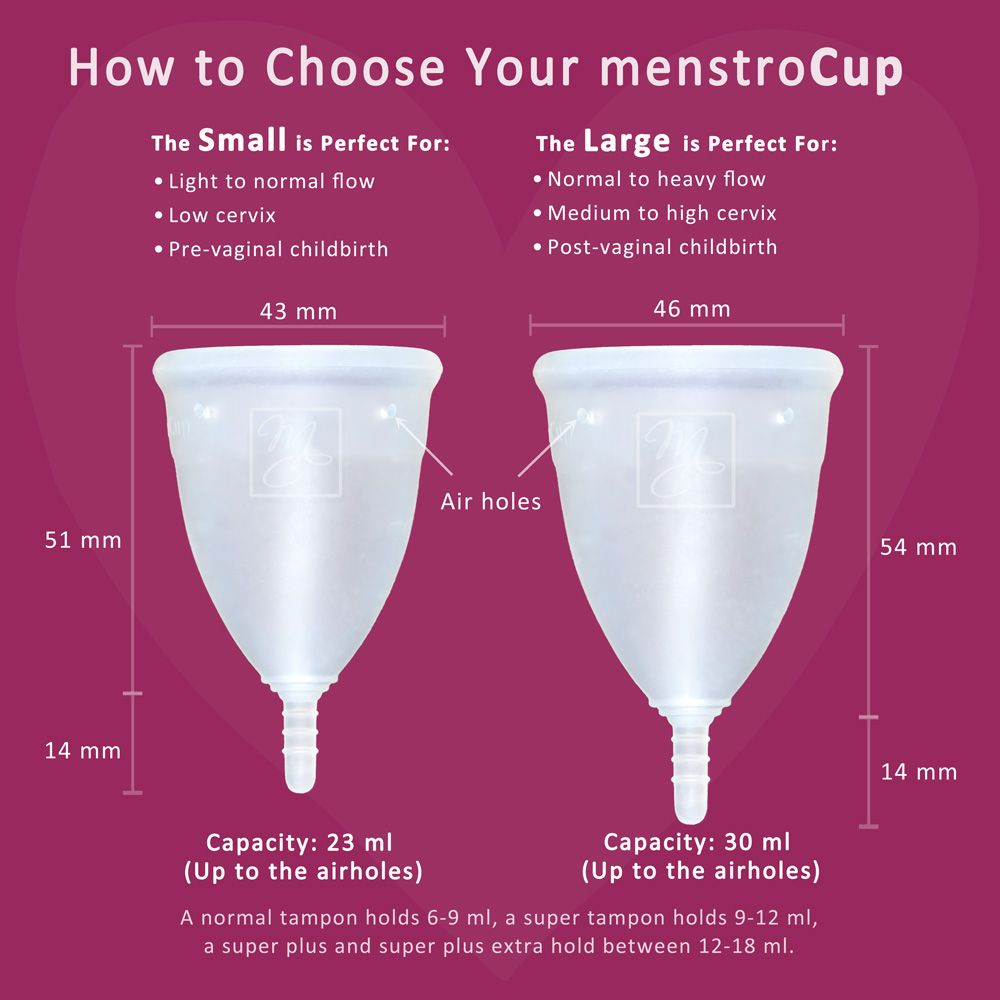 How to Choose Your menstroCup
The Small is Perfect For:
• Light to normal flow
• Low cervix
• Pre-vaginal childbirth
The Large is Perfect For:
• Normal to heavy flow
• Medium to high cervix
• Post-vaginal childbirth
43 mm
46 mm
Air holes
51 mm
54 mm
14 mm
14 mm
Capacity: 23 ml
(Up to the airholes)
Capacity: 30 ml
(Up to the airholes)
A normal tampon holds 6-9 ml, a super tampon holds 9-12 ml,
a super plus and super plus extra hold between 12-18 ml.